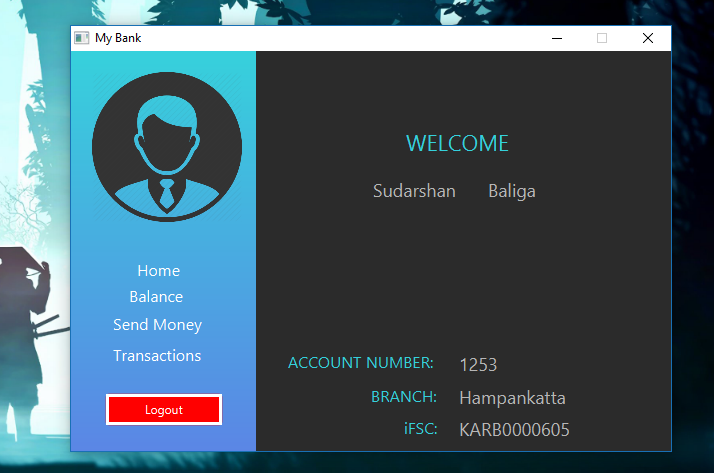 My Bank
Home
Balance
Send Money
Transactions
Logout
WELCOME
Sudarshan Baliga
ACCOUNT NUMBER: 1253
BRANCH: Hampankatta
iFSC: KARB0000605